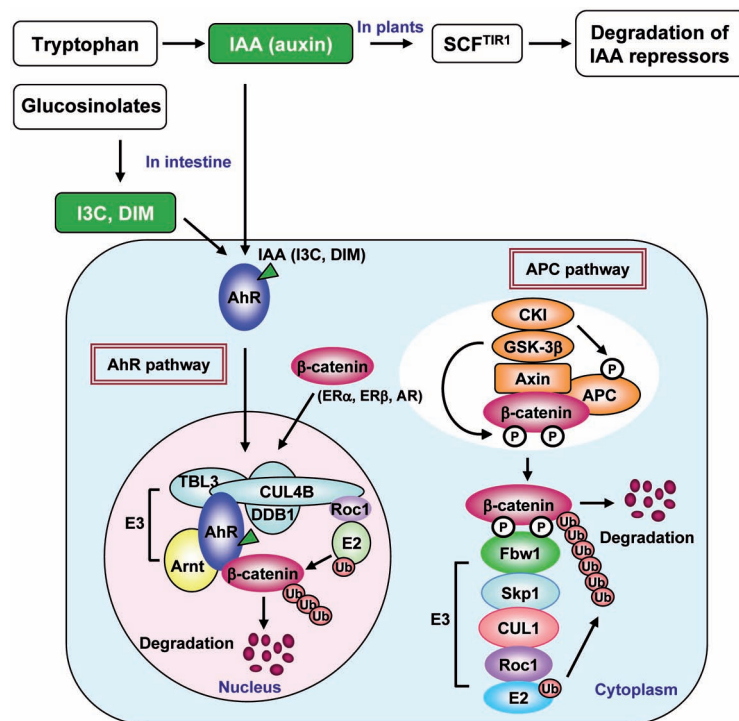 Tryptophan
IAA (auxin)
In plants
SCFTIR1
Degradation of
IAA repressors
Glucosinolates
In intestine
I3C, DIM
IAA (I3C, DIM)
AhR
APC pathway
CKI
GSK-3β
Axin
P
APC
β-catenin
P P
AhR pathway
β-catenin
(ERα, ERβ, AR)
TBL3
CUL4B
DDB1
Roc1
E3
AhR
E2
Arnt
Ub
β-catenin
Ub
Ub
Ub
Degradation
Nucleus
β-catenin
P P
Ub
Ub
Ub
Ub
Ub
Ub
Degradation
Fbw1
Skp1
E3
CUL1
Roc1
E2
Ub
Cytoplasm